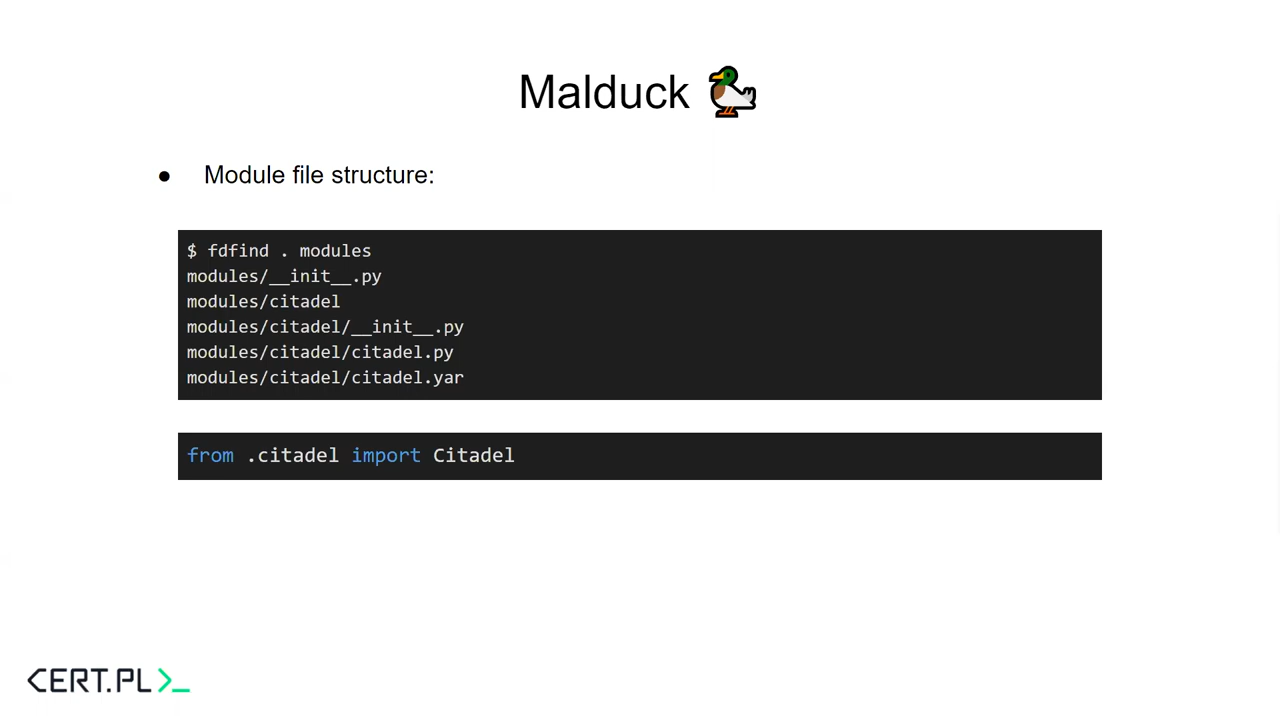 Malduck
● Module file structure:
$ fdfind . modules
modules/__init__.py
modules/citadel
modules/citadel/__init__.py
modules/citadel/citadel.py
modules/citadel/citadel.yar
from .citadel import Citadel
<CERT.PL>_